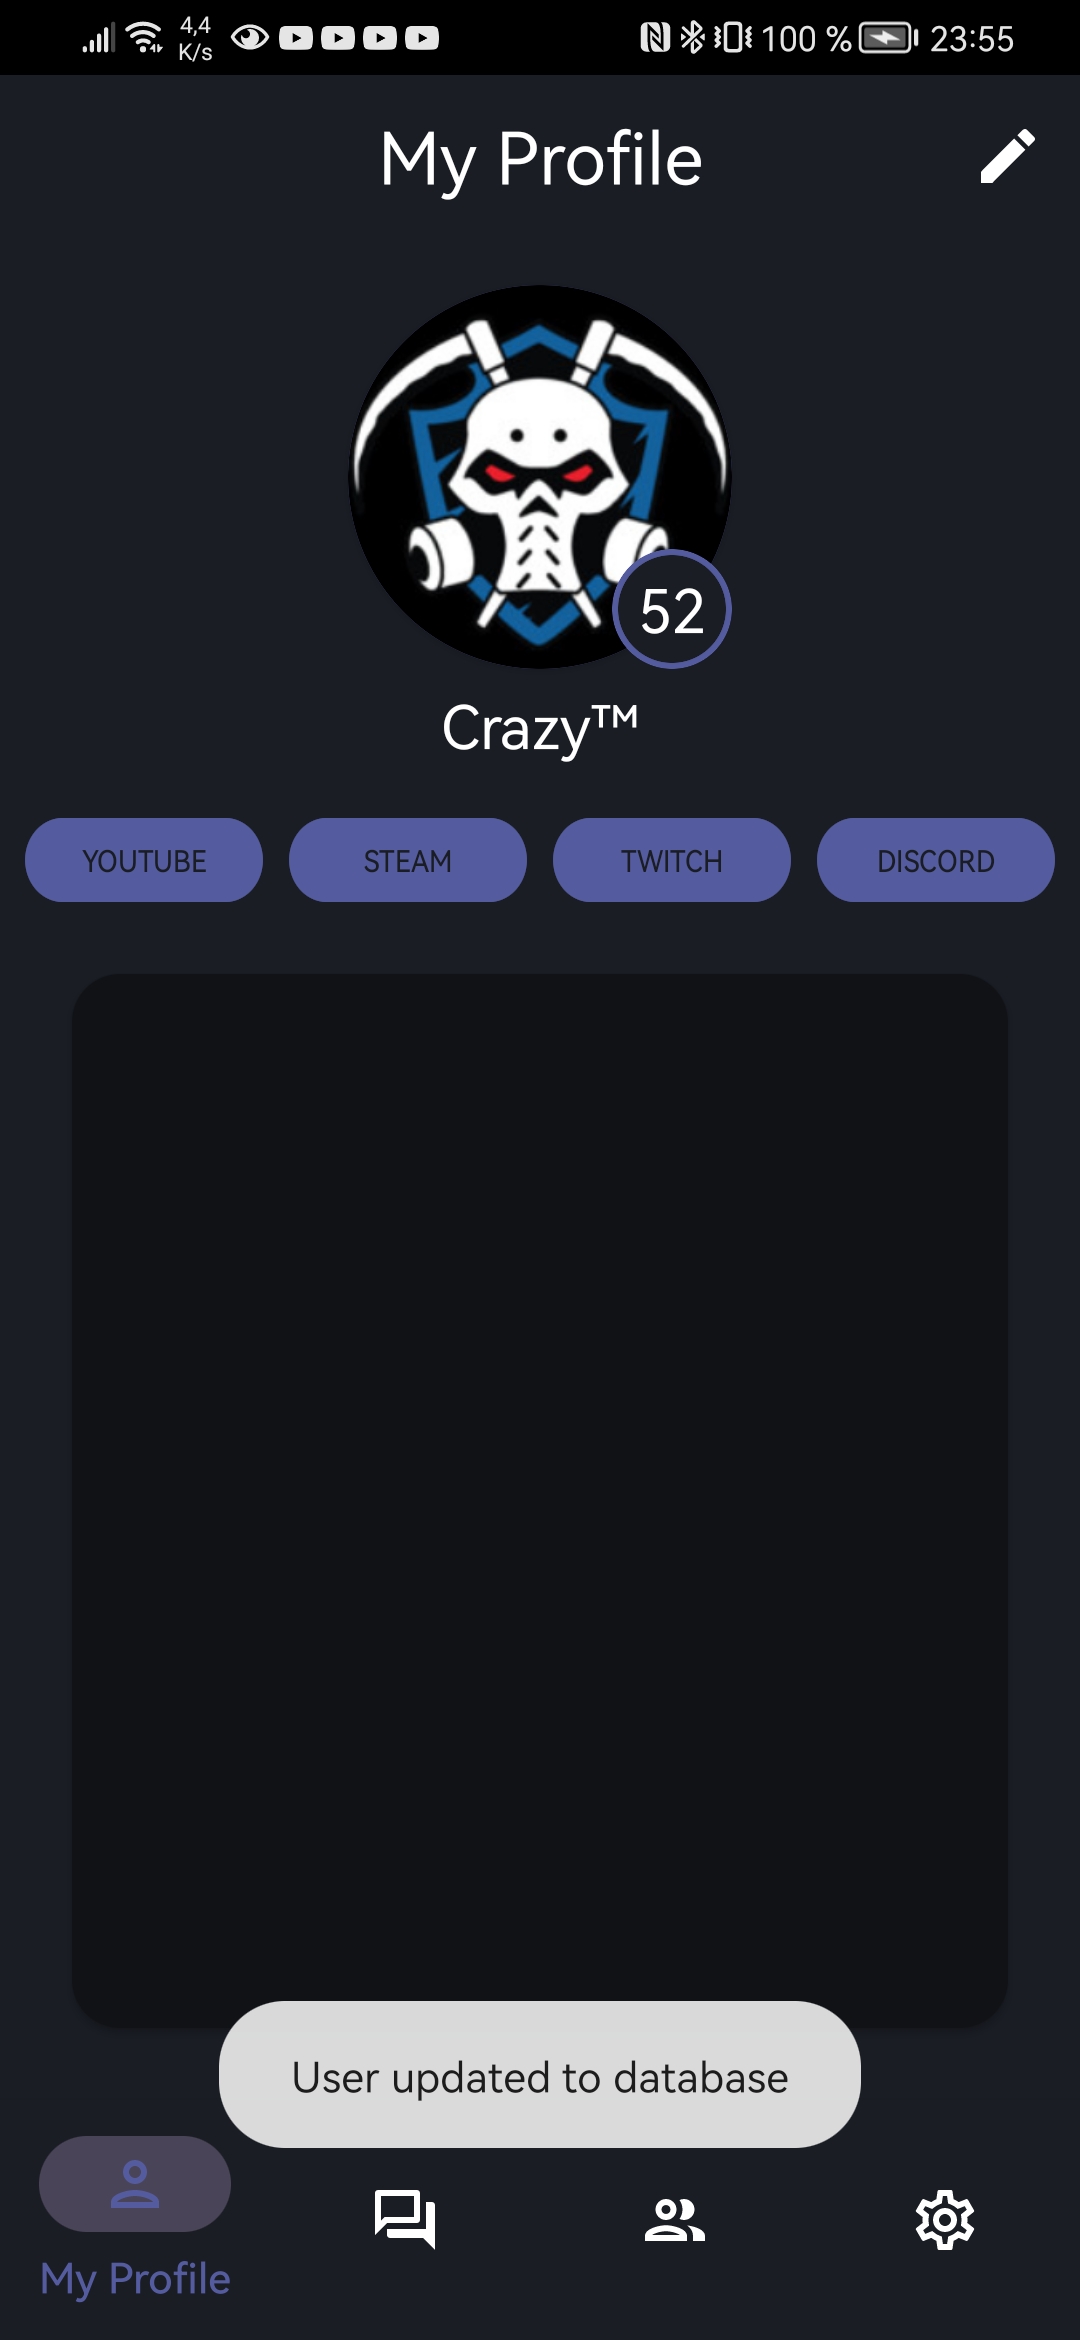 4,4
K/s
100 %
23:55
My Profile
52
Crazy™
YOUTUBE
STEAM
TWITCH
DISCORD
User updated to database
My Profile